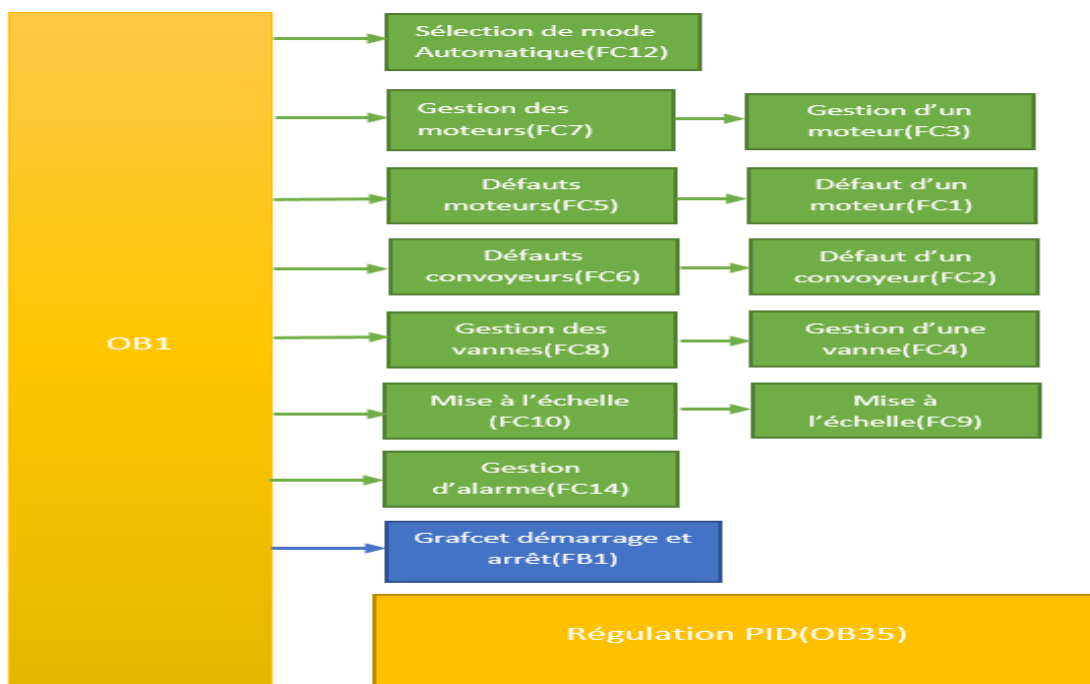 OB1
Sélection de mode
Automatique(FC12)
Gestion des
moteurs(FC7)
Gestion d'un
moteur(FC3)
Défauts
moteurs(FC5)
Défaut d'un
moteur(FC1)
Défauts
convoyeurs(FC6)
Défaut d'un
convoyeur(FC2)
Gestion des
vannes(FC8)
Gestion d'une
vanne(FC4)
Mise à l'échelle
(FC10)
Mise à
l'échelle(FC9)
Gestion
d'alarme(FC14)
Grafcet démarrage et
arrêt(FB1)
Régulation PID(OB35)